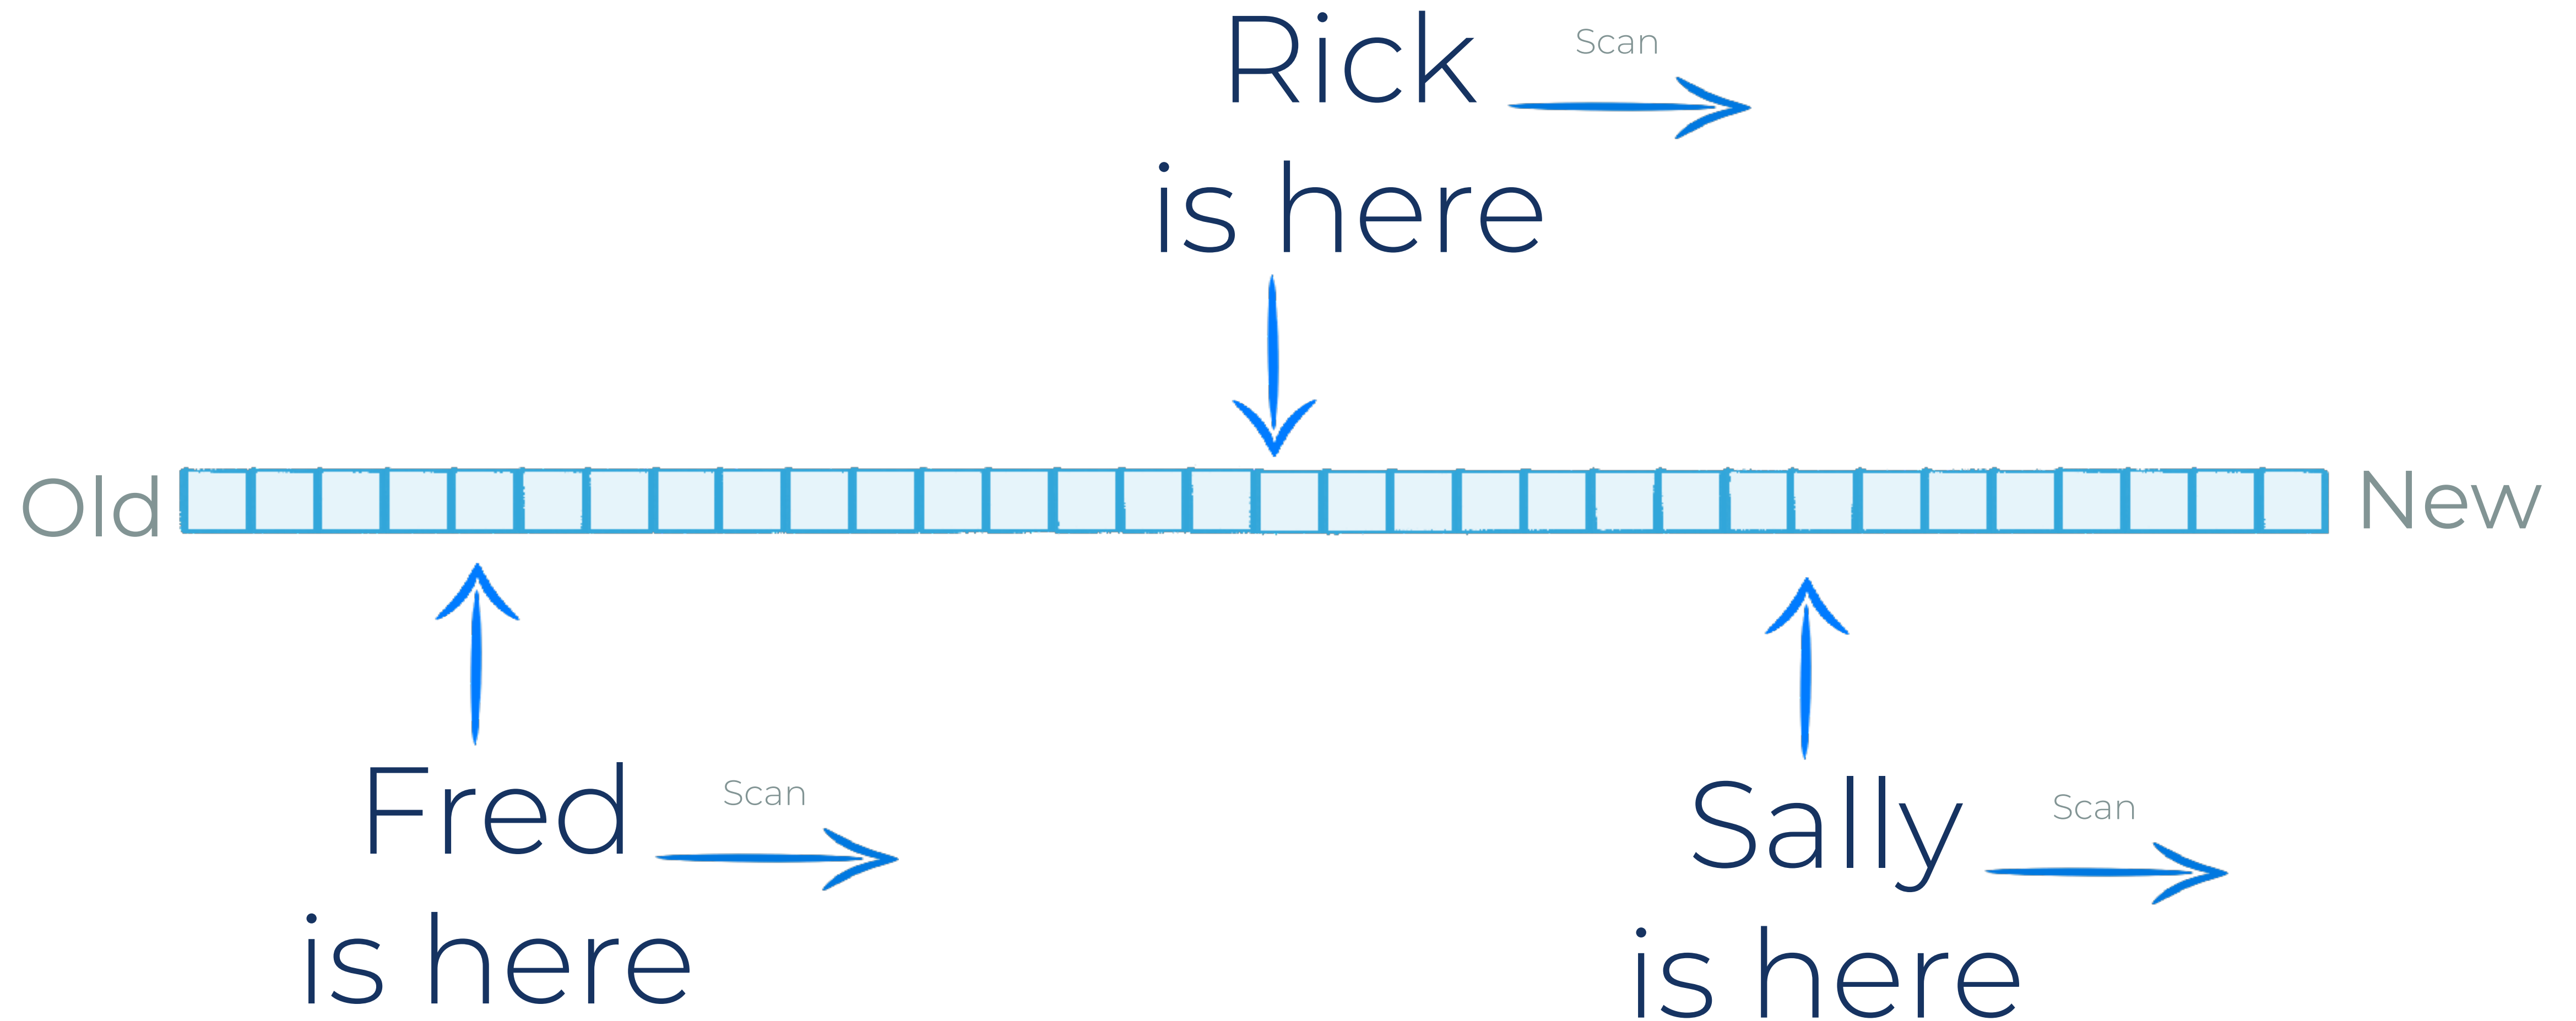 Rick
Scan
is here
Old
New
Fred
Scan
is here
Sally
Scan
is here